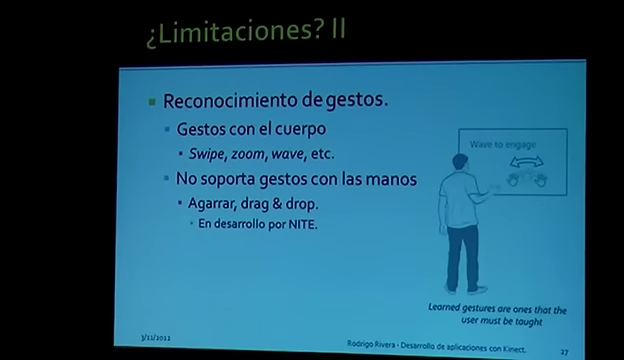 ¿Limitaciones? II
Reconocimiento de gestos.
Gestos con el cuerpo
Swipe, zoom, wave, etc.
No soporta gestos con las manos
Agarrar, drag & drop.
En desarrollo por NITE.
Wave to engage
Learned gestures are ones that the
user must be taught
3/11/2012
Rodrigo Rivera - Desarrollo de aplicaciones con Kinect.
27